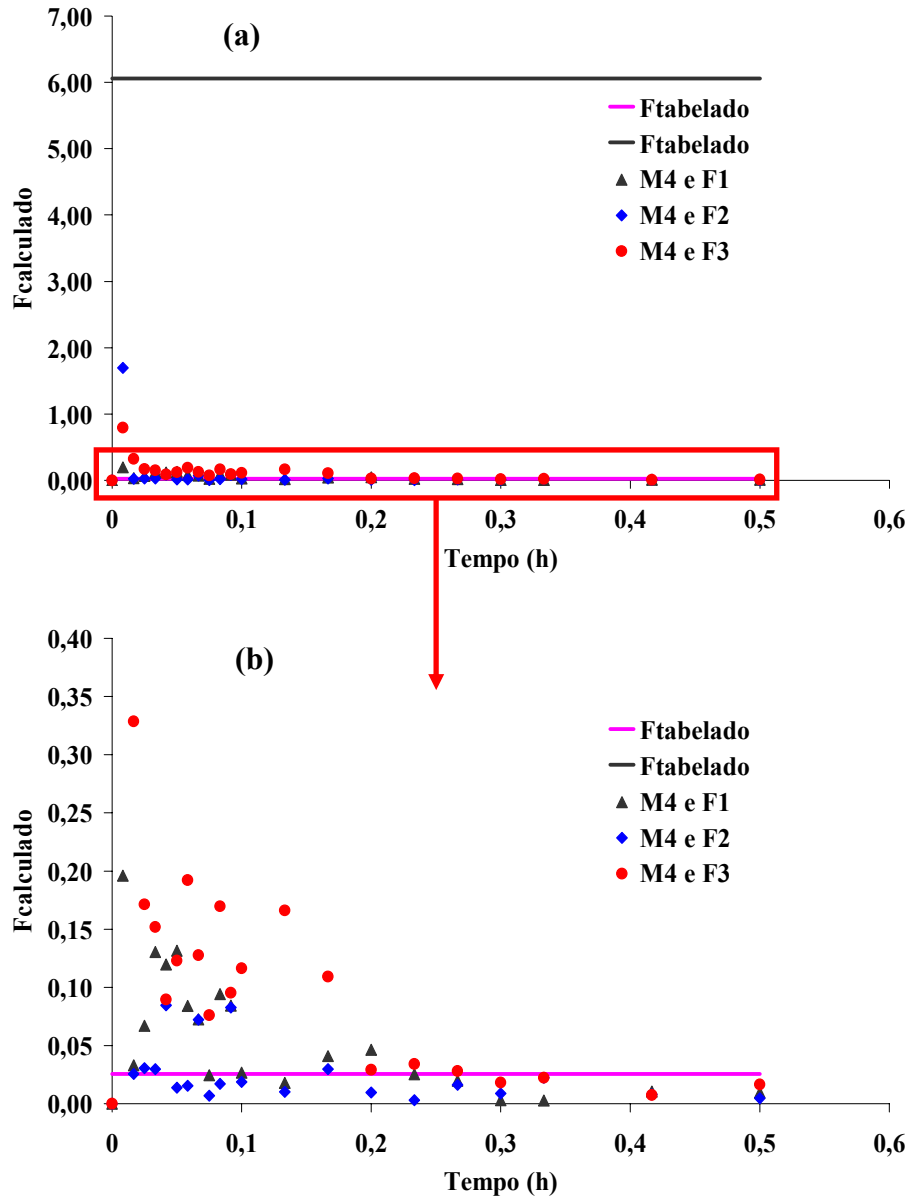 (a)
7,00
6,00
5,00
4,00
3,00
2,00
1,00
0,00
Fcalculado
Ftabelado
Ftabelado
M4 e F1
M4 e F2
M4 e F3
0 0,1 0,2 0,3 0,4 0,5 0,6
Tempo (h)
(b)
0,40
0,35
0,30
0,25
0,20
0,15
0,10
0,05
0,00
Fcalculado
Ftabelado
Ftabelado
M4 e F1
M4 e F2
M4 e F3
0 0,1 0,2 0,3 0,4 0,5 0,6
Tempo (h)